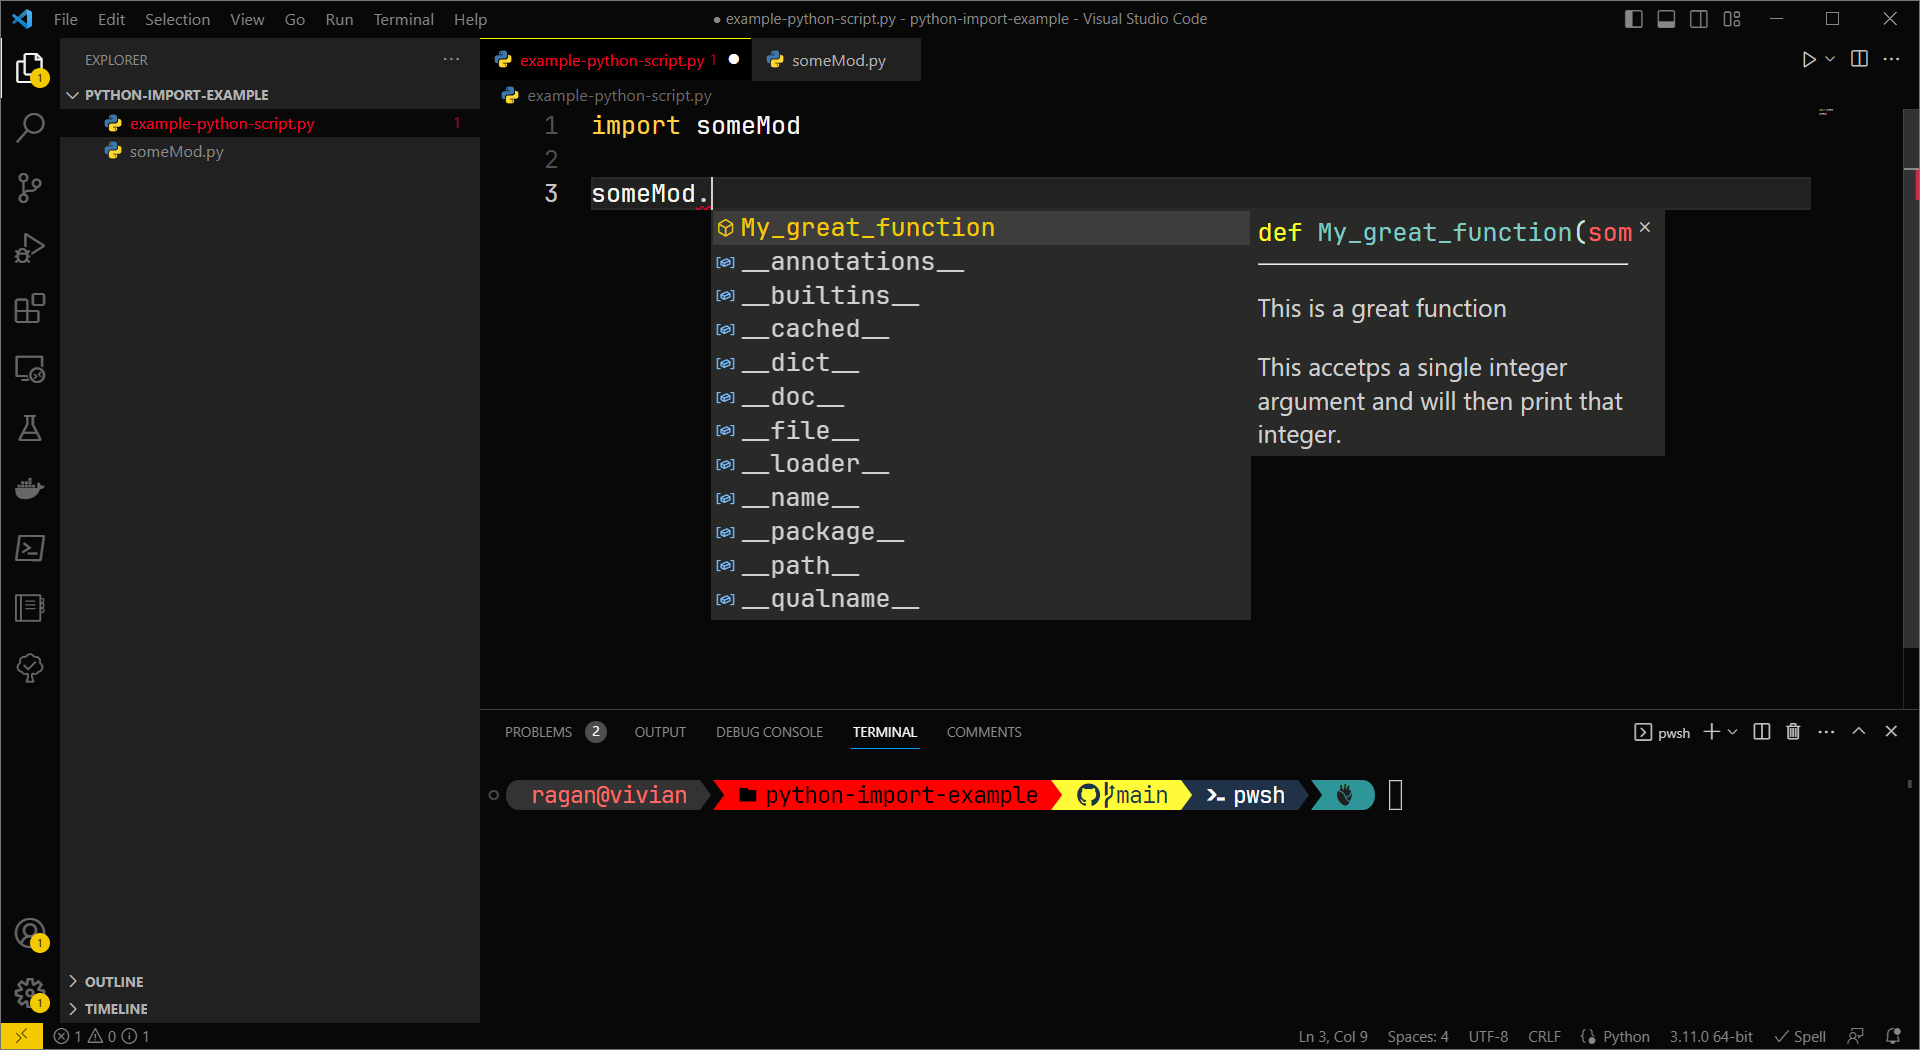 File Edit Selection View Go Run Terminal Help
● example-python-script.py - python-import-example - Visual Studio Code
EXPLORER
PYTHON-IMPORT-EXAMPLE
example-python-script.py 1
someMod.py
OUTLINE
TIMELINE
1
1
1
example-python-script.py 1
someMod.py
example-python-script.py
1 import someMod
2
3 someMod.
My_great_function
__annotations__
__builtins__
__cached__
__dict__
__doc__
__file__
__loader__
__name__
__package__
__path__
__qualname__
def My_great_function(som
This is a great function
This accetps a single integer
argument and will then print that
integer.
PROBLEMS 2 OUTPUT DEBUG CONSOLE TERMINAL COMMENTS
pwsh
ragan@vivian python-import-example main pwsh
1 0 1
Ln 3, Col 9 Spaces: 4 UTF-8 CRLF Python 3.11.0 64-bit Spell